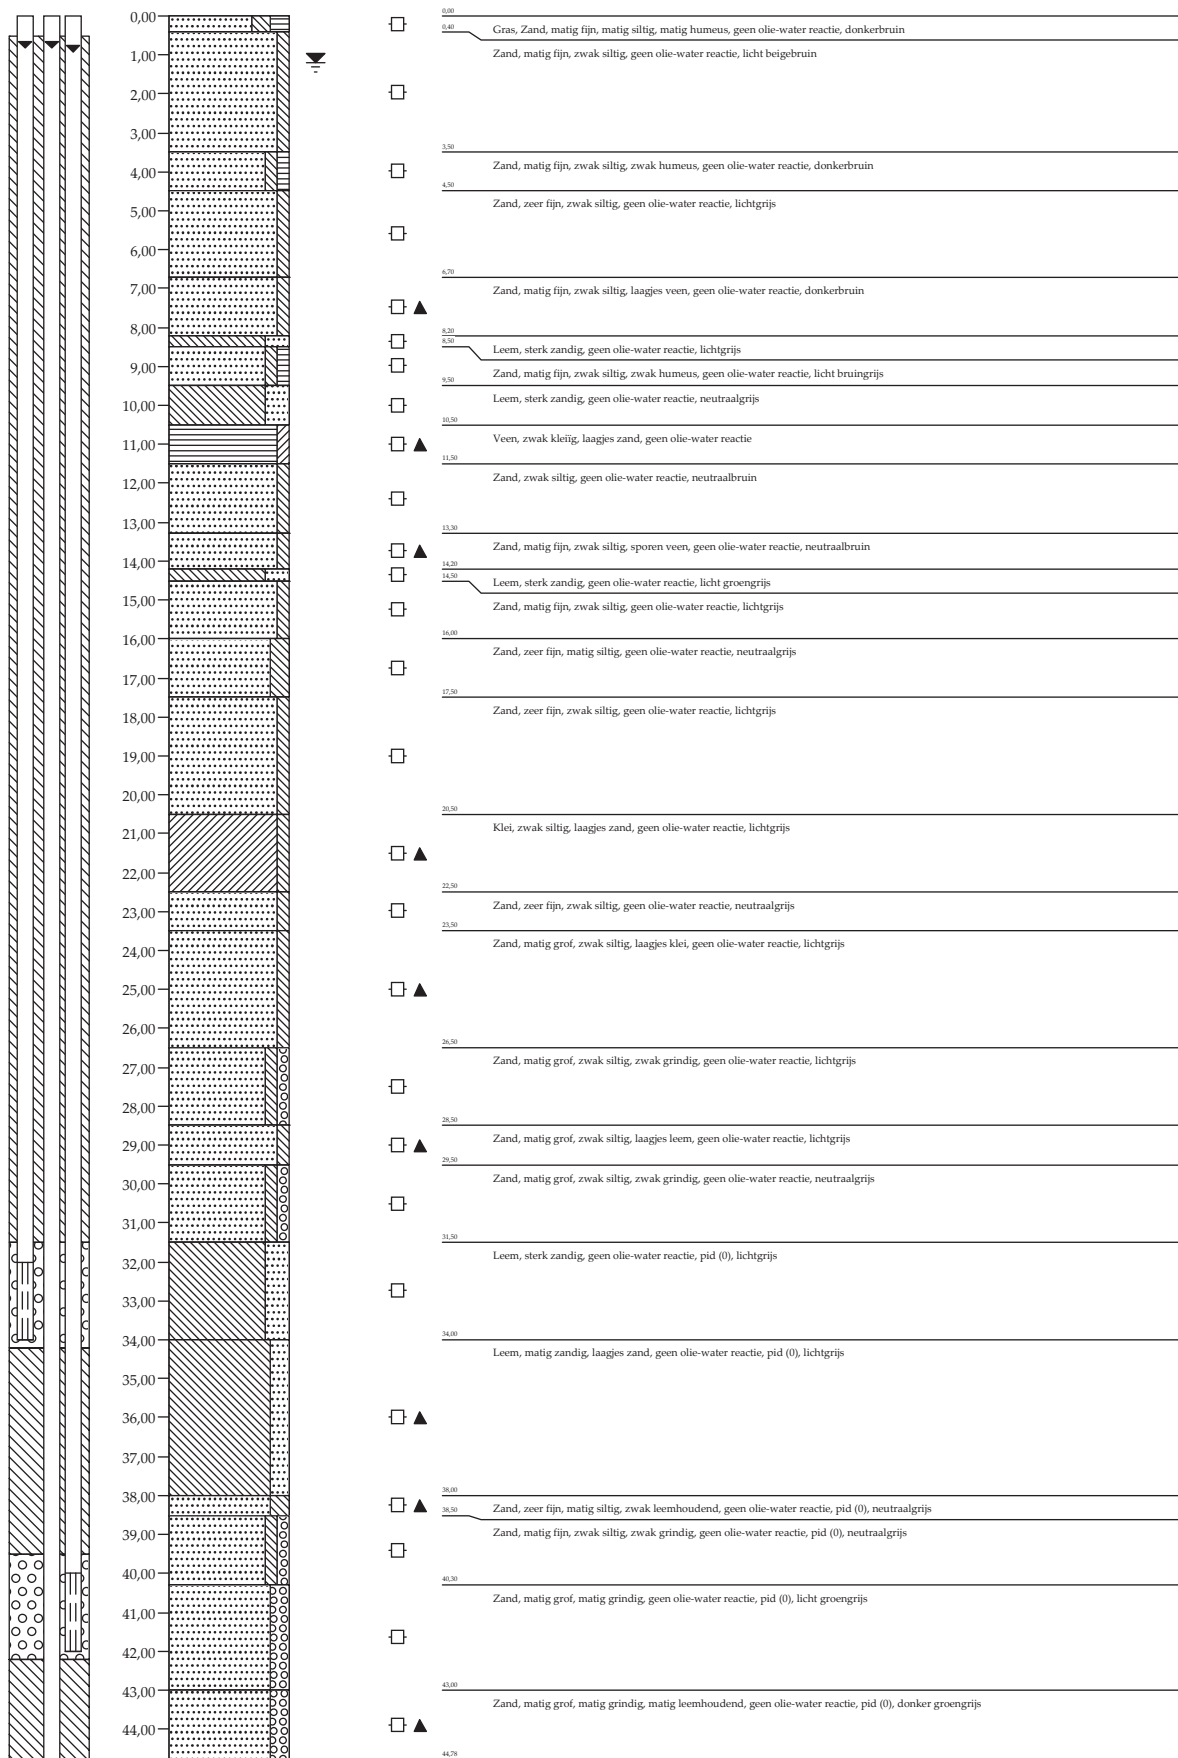 0,00
1,00
2,00
3,00
4,00
5,00
6,00
7,00
8,00
9,00
10,00
11,00
12,00
13,00
14,00
15,00
16,00
17,00
18,00
19,00
20,00
21,00
22,00
23,00
24,00
25,00
26,00
27,00
28,00
29,00
30,00
31,00
32,00
33,00
34,00
35,00
36,00
37,00
38,00
39,00
40,00
41,00
42,00
43,00
44,00
0,00
Gras, Zand, matig fijn, matig siltig, matig humeus, geen olie-water reactie, donkerbruin
0,40
Zand, matig fijn, zwak siltig, geen olie-water reactie, licht beigebruin
3,50
Zand, matig fijn, zwak siltig, zwak humeus, geen olie-water reactie, donkerbruin
4,50
Zand, zeer fijn, zwak siltig, geen olie-water reactie, lichtgrijs
6,70
Zand, matig fijn, zwak siltig, laagjes veen, geen olie-water reactie, donkerbruin
8,20
8,50
Leem, sterk zandig, geen olie-water reactie, lichtgrijs
Zand, matig fijn, zwak siltig, zwak humeus, geen olie-water reactie, licht bruingrijs
9,50
Leem, sterk zandig, geen olie-water reactie, neutraalgrijs
10,50
Veen, zwak kleiïg, laagjes zand, geen olie-water reactie
11,50
Zand, zwak siltig, geen olie-water reactie, neutraalbruin
13,30
Zand, matig fijn, zwak siltig, sporen veen, geen olie-water reactie, neutraalbruin
14,20
14,50
Leem, sterk zandig, geen olie-water reactie, licht groengrijs
Zand, matig fijn, zwak siltig, geen olie-water reactie, lichtgrijs
16,00
Zand, zeer fijn, matig siltig, geen olie-water reactie, neutraalgrijs
17,50
Zand, zeer fijn, zwak siltig, geen olie-water reactie, lichtgrijs
20,50
Klei, zwak siltig, laagjes zand, geen olie-water reactie, lichtgrijs
22,50
Zand, zeer fijn, zwak siltig, geen olie-water reactie, neutraalgrijs
23,50
Zand, matig grof, zwak siltig, laagjes klei, geen olie-water reactie, lichtgrijs
26,50
Zand, matig grof, zwak siltig, zwak grindig, geen olie-water reactie, lichtgrijs
28,50
Zand, matig grof, zwak siltig, laagjes leem, geen olie-water reactie, lichtgrijs
29,50
Zand, matig grof, zwak siltig, zwak grindig, geen olie-water reactie, neutraalgrijs
31,50
Leem, sterk zandig, geen olie-water reactie, pid (0), lichtgrijs
34,00
Leem, matig zandig, laagjes zand, geen olie-water reactie, pid (0), lichtgrijs
38,00
Zand, zeer fijn, matig siltig, zwak leemhoudend, geen olie-water reactie, pid (0), neutraalgrijs
38,50
Zand, matig fijn, zwak siltig, zwak grindig, geen olie-water reactie, pid (0), neutraalgrijs
40,30
Zand, matig grof, matig grindig, geen olie-water reactie, pid (0), licht groengrijs
43,00
Zand, matig grof, matig grindig, matig leemhoudend, geen olie-water reactie, pid (0), donker groengrijs
44,78